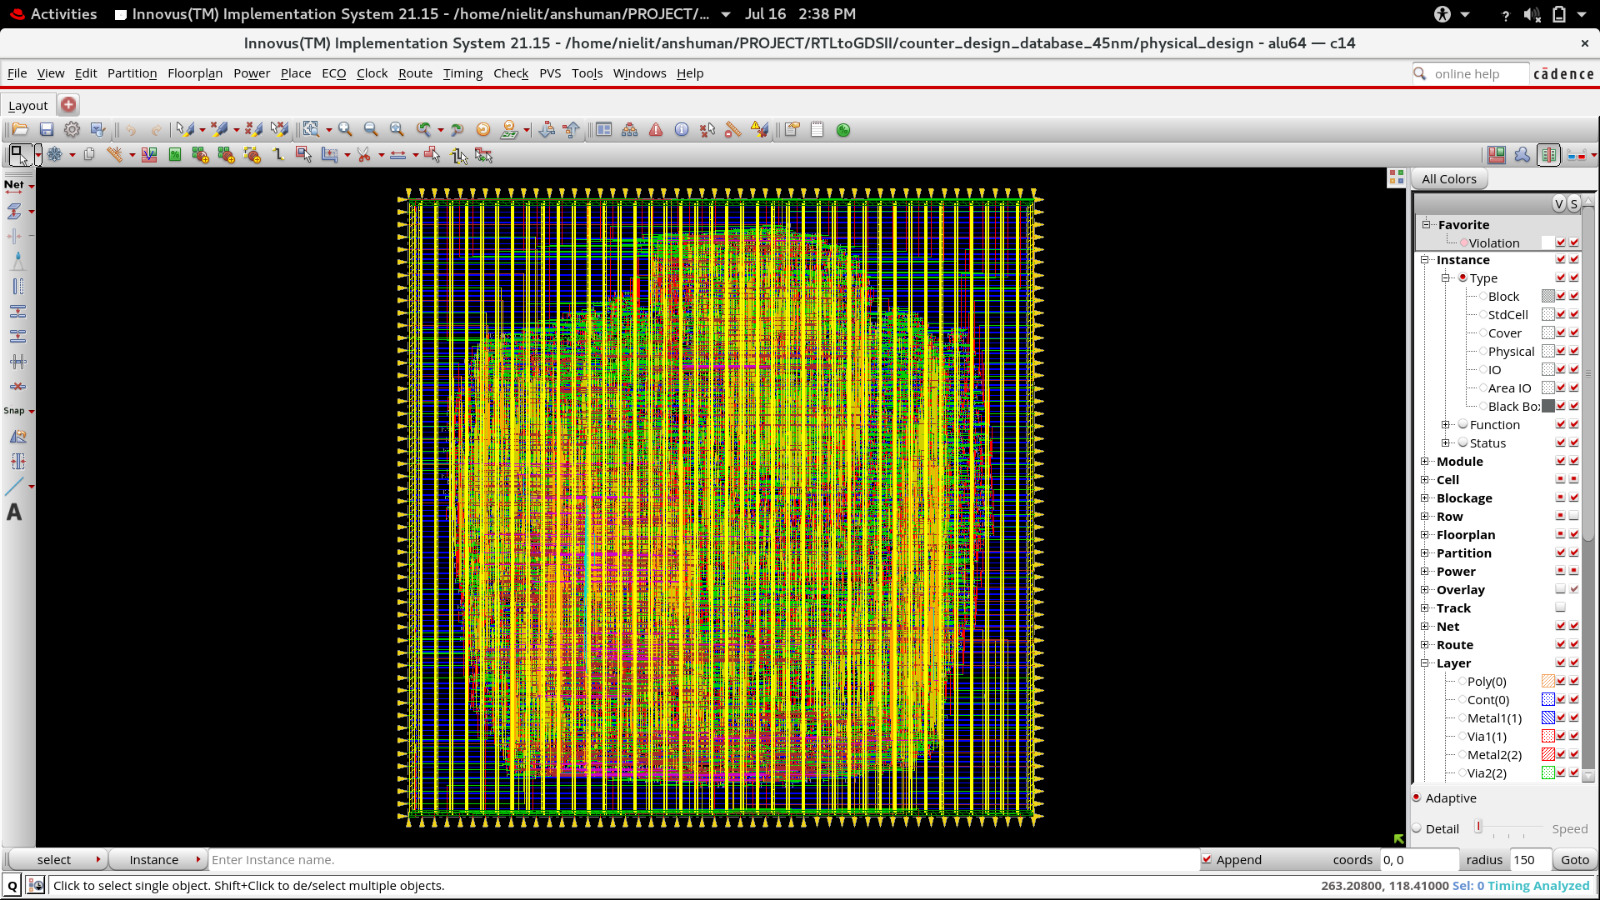 Activities Innovus(TM) Implementation System 21.15 - /home/nielit/anshuman/PROJECT/... Jul 16 2:38 PM ?
Innovus(TM) Implementation System 21.15 - /home/nielit/anshuman/PROJECT/RTLtoGDSII/counter_design_database_45nm/physical_design - alu64 — c14 ×
File View Edit Partition Floorplan Power Place ECO Clock Route Timing Check PVS Tools Windows Help online help cādence
Layout
All Colors
Net
V S
Favorite
Violation
Instance
Type
Block
StdCell
Cover
Physical
IO
Area IO
Black Bo
Function
Status
Module
Cell
Blockage
Row
Floorplan
Partition
Power
Overlay
Track
Net
Route
Layer
Poly(0)
Cont(0)
Metal1(1)
Via1(1)
Metal2(2)
Via2(2)
Snap
A
Adaptive
Detail Speed
select Instance Enter Instance name. Append coords 0, 0 radius 150 Goto
Q Click to select single object. Shift+Click to de/select multiple objects. 263.20800, 118.41000 Sel: 0 Timing Analyzed